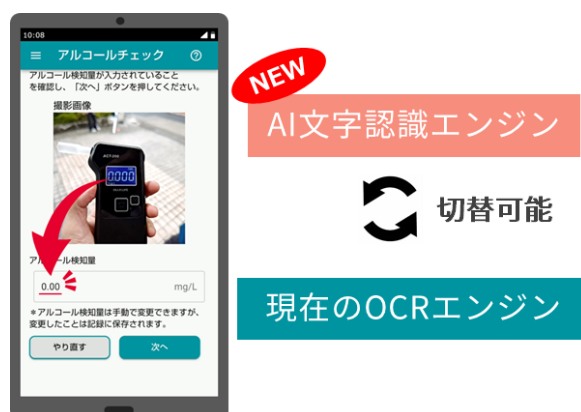 10:08
アルコールチェック
アルコール検知量が入力されていること
を確認し、「次へ」ボタンを押してください。
撮影画像
0000
アルコール検知量
0.00 mg/L
＊アルコール検知量は手動で変更できますが、
変更したことは記録に保存されます。
やり直す 次へ
NEW
AI文字認識エンジン
切替可能
現在のOCRエンジン